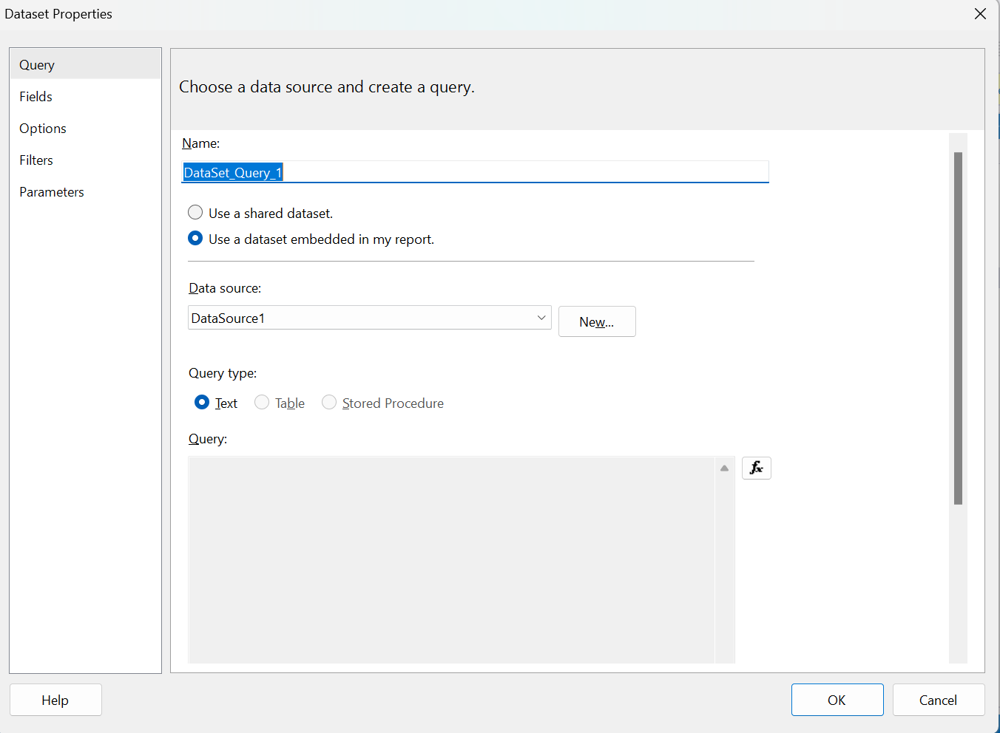 Dataset Properties
Query
Fields
Options
Filters
Parameters
Choose a data source and create a query.
Name:
DataSet_Query_1
Use a shared dataset.
Use a dataset embedded in my report.
Data source:
DataSource1
New...
Query type:
Text Table Stored Procedure
Query:
fx
Help OK Cancel